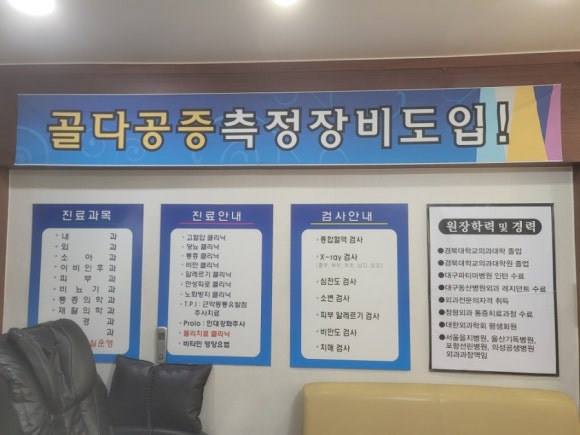 골다공증측정장비도입!
진료과목
내 과
외 과
소 아 과
이비인후과
피 부 과
비 뇨 기 과
통증의학과
재활의학과
경 과
과
실운영
진료안내
고혈압 클리닉
당뇨 클리닉
통증 클리닉
비만 클리닉
알레르기 클리닉
만성피로 클리닉
노화방지 클리닉
T.P.I : 근막동통유발점
주사치료
Prolo : 인대강화주사
물리치료 클리닉
비타민 영양요법
검사안내
종합혈액 검사
X-ray 검사
심전도 검사
소변 검사
피부 알레르기 검사
비만도 검사
치매 검사
원장학력 및 경력
●경북대학교의과대학 졸업
●경북대학교의과대학원 졸업
●대구파티마병원 인턴 수료
●대구동산병원외과 레지던트 수료
●외과전문의자격 취득
●정형외과 통증치료과정 수료
●대한외과학회 평생회원
●서울을지병원, 울산기독병원,
포항선린병원, 의성공생병원
외과과장역임